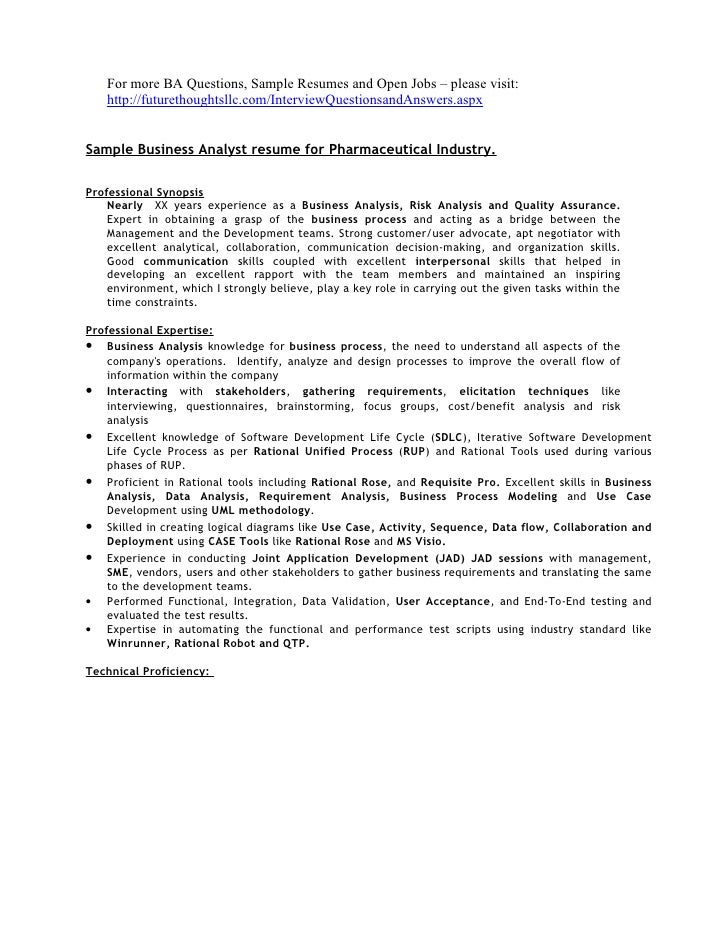 For more BA Questions, Sample Resumes and Open Jobs – please visit:
http://futurethoughtsllc.com/InterviewQuestionsandAnswers.aspx
Sample Business Analyst resume for Pharmaceutical Industry.
Professional Synopsis
Nearly XX years experience as a Business Analysis, Risk Analysis and Quality Assurance.
Expert in obtaining a grasp of the business process and acting as a bridge between the
Management and the Development teams. Strong customer/user advocate, apt negotiator with
excellent analytical, collaboration, communication decision-making, and organization skills.
Good communication skills coupled with excellent interpersonal skills that helped in
developing an excellent rapport with the team members and maintained an inspiring
environment, which I strongly believe, play a key role in carrying out the given tasks within the
time constraints.
Professional Expertise:
• Business Analysis knowledge for business process, the need to understand all aspects of the
company's operations. Identify, analyze and design processes to improve the overall flow of
information within the company
• Interacting with stakeholders, gathering requirements, elicitation techniques like
interviewing, questionnaires, brainstorming, focus groups, cost/benefit analysis and risk
analysis
• Excellent knowledge of Software Development Life Cycle (SDLC), Iterative Software Development
Life Cycle Process as per Rational Unified Process (RUP) and Rational Tools used during various
phases of RUP.
• Proficient in Rational tools including Rational Rose, and Requisite Pro. Excellent skills in Business
Analysis, Data Analysis, Requirement Analysis, Business Process Modeling and Use Case
Development using UML methodology.
• Skilled in creating logical diagrams like Use Case, Activity, Sequence, Data flow, Collaboration and
Deployment using CASE Tools like Rational Rose and MS Visio.
• Experience in conducting Joint Application Development (JAD) JAD sessions with management,
SME, vendors, users and other stakeholders to gather business requirements and translating the same
to the development teams.
• Performed Functional, Integration, Data Validation, User Acceptance, and End-To-End testing and
evaluated the test results.
• Expertise in automating the functional and performance test scripts using industry standard like
Winrunner, Rational Robot and QTP.
Technical Proficiency: